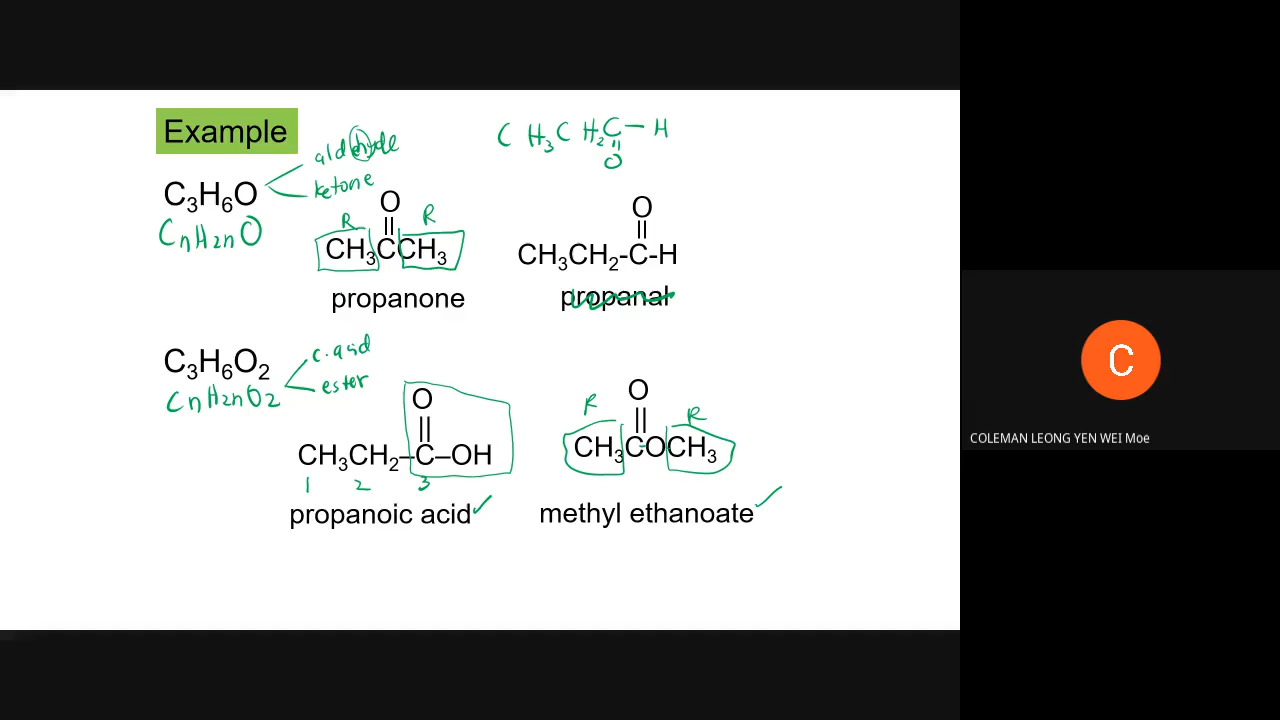 Example
aldehyde
ketone
CH₃CH₂C–H
O
C₃H₆O
CnH2nO
O
R
R
CH₃CCH₃
propanone
O
CH₃CH₂-C-H
propanal
C₃H₆O₂
CnH2nO2
c.acid
ester
O
CH₃CH₂–C–OH
1 2 3
propanoic acid
O
R
R
CH₃COCH₃
methyl ethanoate
C
COLEMAN LEONG YEN WEI Moe